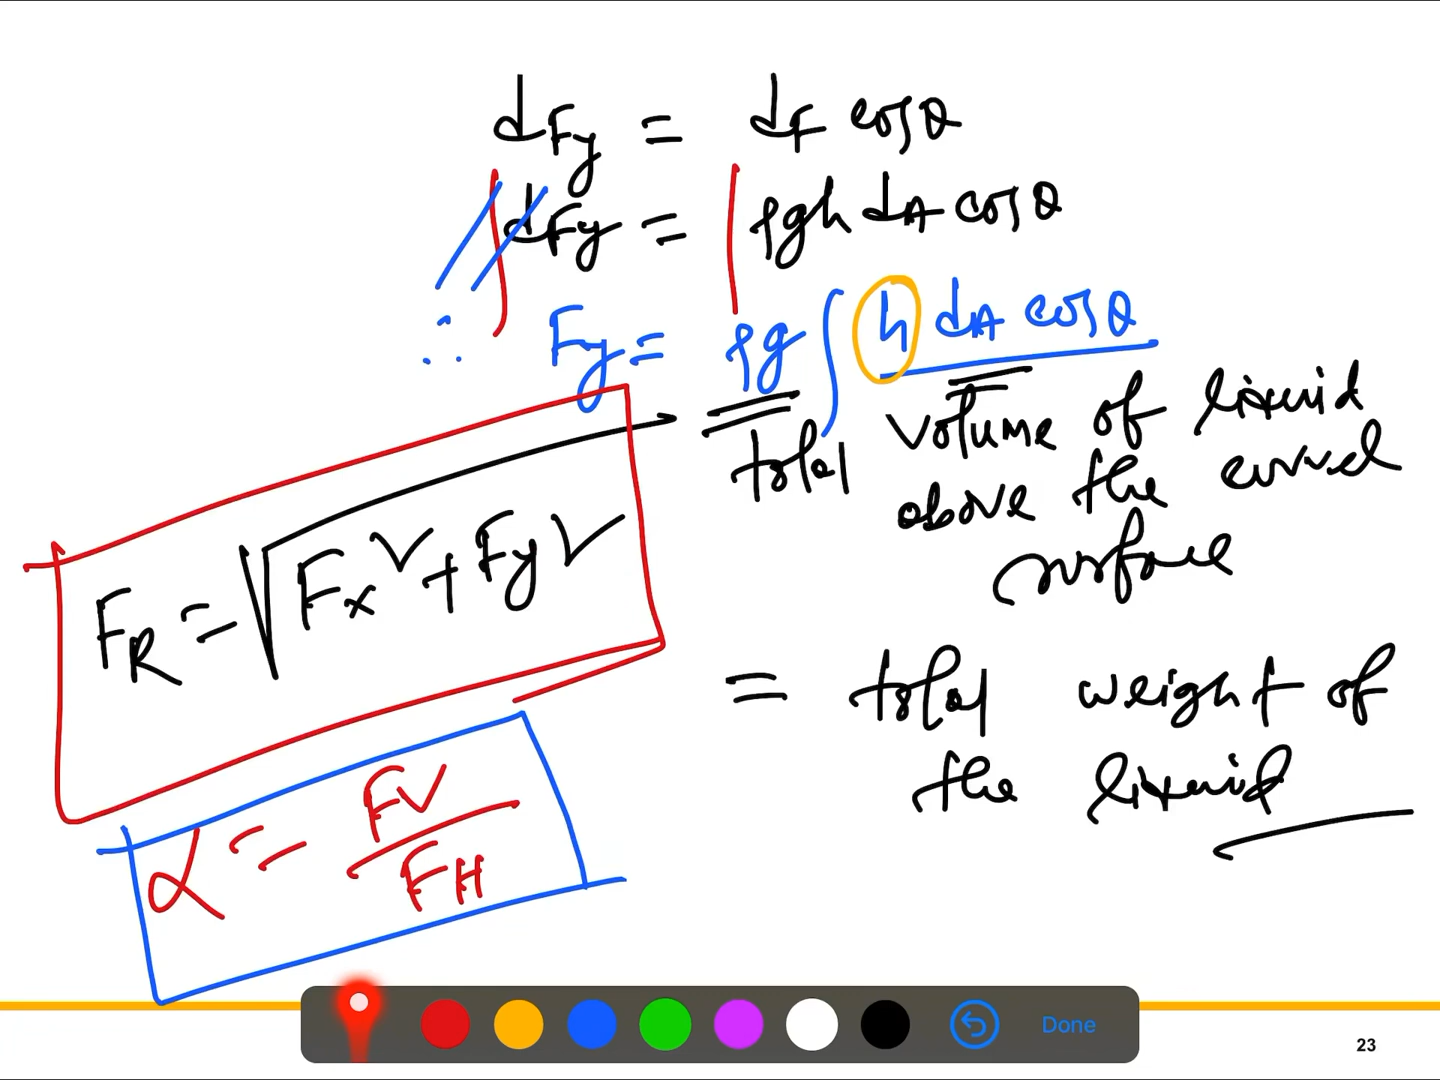 dFy = dF cosθ
∫dFy = ∫ρgh dA cosθ
∴ Fy = ρg ∫ h dA cosθ
total volume of liquid
above the curved
surface
FR = √Fx² + Fy²
= total weight of
the liquid
α = FV / FH
Done
23